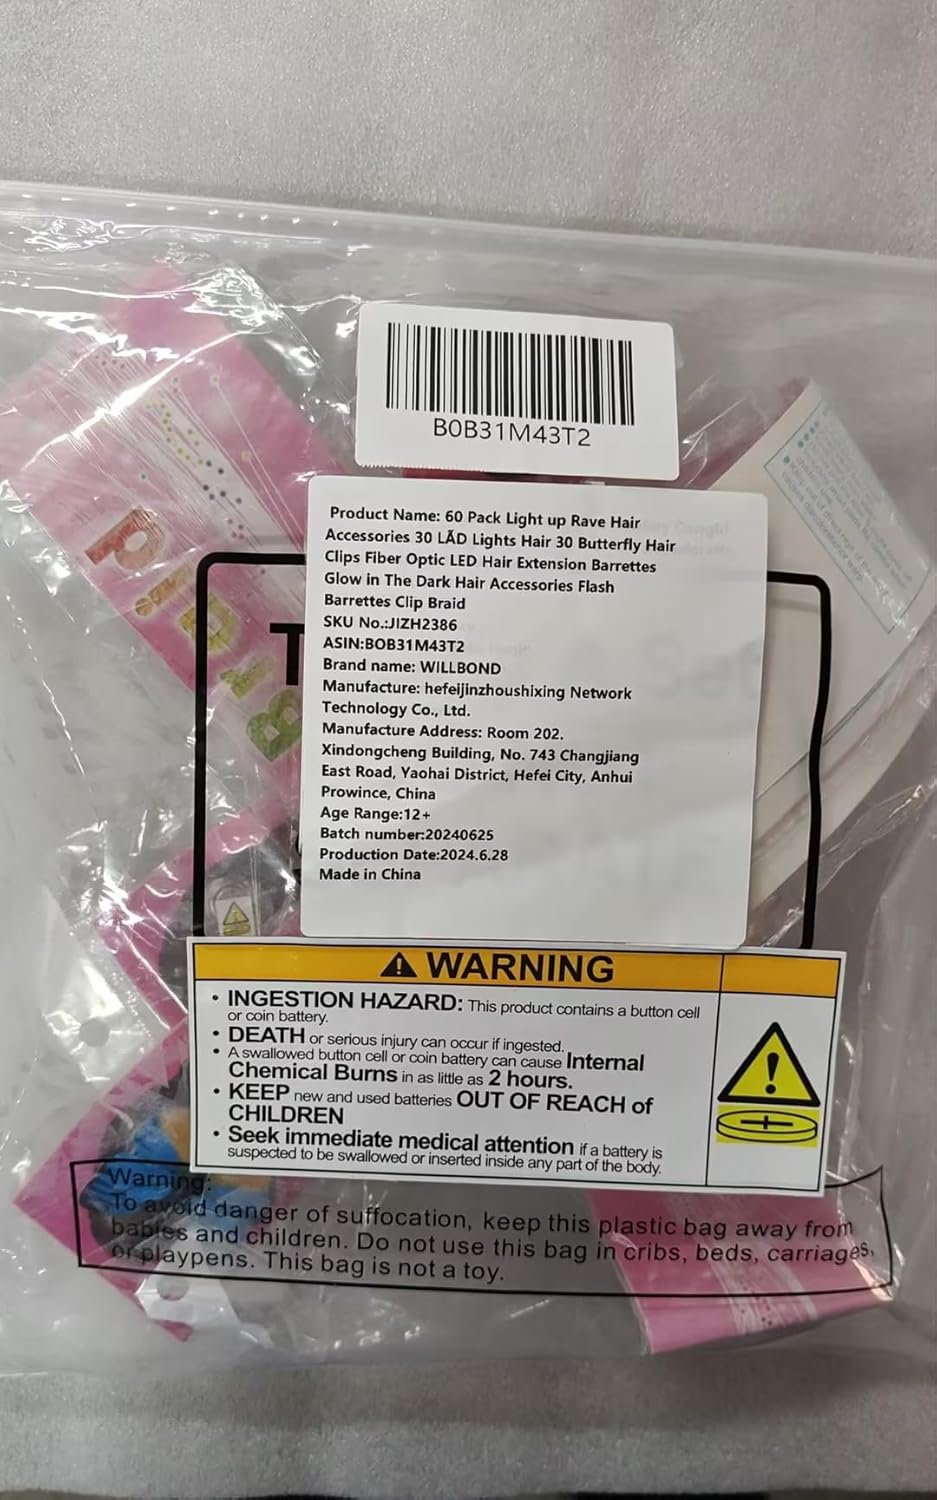 B0B31M43T2
Product Name: 60 Pack Light up Rave Hair
Accessories 30 LÃD Lights Hair 30 Butterfly Hair
Clips Fiber Optic LED Hair Extension Barrettes
Glow in The Dark Hair Accessories Flash
Barrettes Clip Braid
SKU No.:JIZH2386
ASIN:BOB31M43T2
Brand name: WILLBOND
Manufacture: hefeijinzhoushixing Network
Technology Co., Ltd.
Manufacture Address: Room 202.
Xindongcheng Building, No. 743 Changjiang
East Road, Yaohai District, Hefei City, Anhui
Prowince, China
Age Range:12+
Batch number:20240625
Production Date:2024.6.28
Made in China
WARNING
• INGESTION HAZARD: This product contains a button cell
or coin battery.
• DEATH or serious injury can occur if ingested.
• A swallowed button cell or coin battery can cause Internal
Chemical Burns in as little as 2 hours.
• KEEP new and used batteries OUT OF REACH of
CHILDREN
• Seek immediate medical attention if a battery is
suspected to be swallowed or inserted inside any part of the body.
Warning:
To avoid danger of suffocation, keep this plastic bag away from
babies and children. Do not use this bag in cribs, beds, carriages,
or playpens. This bag is not a toy.
Braid